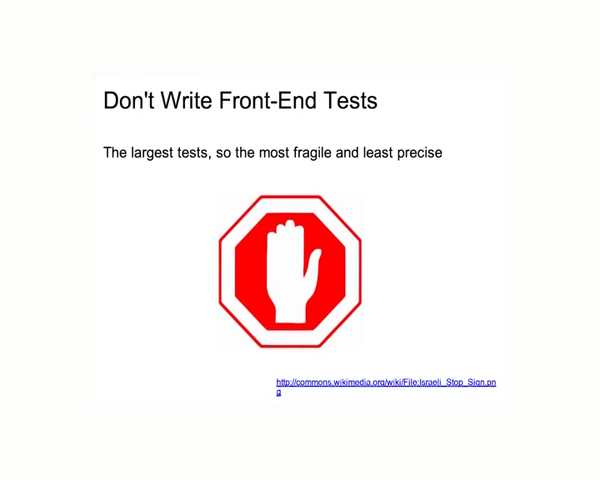 Don't Write Front-End Tests
The largest tests, so the most fragile and least precise
http://commons.wikimedia.org/wiki/File:Israeli_Stop_Sign.pn
g